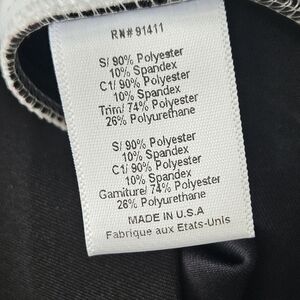 RN# 91411
S/ 90% Polyester
10% Spandex
C1/ 90% Polyester
10% Spandex
Trim/ 74% Polyester
26% Polyurethane
S/ 90% Polyester
10% Spandex
C1/ 90% Polyester
10% Spandex
Garniture/ 74% Polyester
26% Polyurethane
MADE IN U.S.A
Fabrique aux Etats-Unis